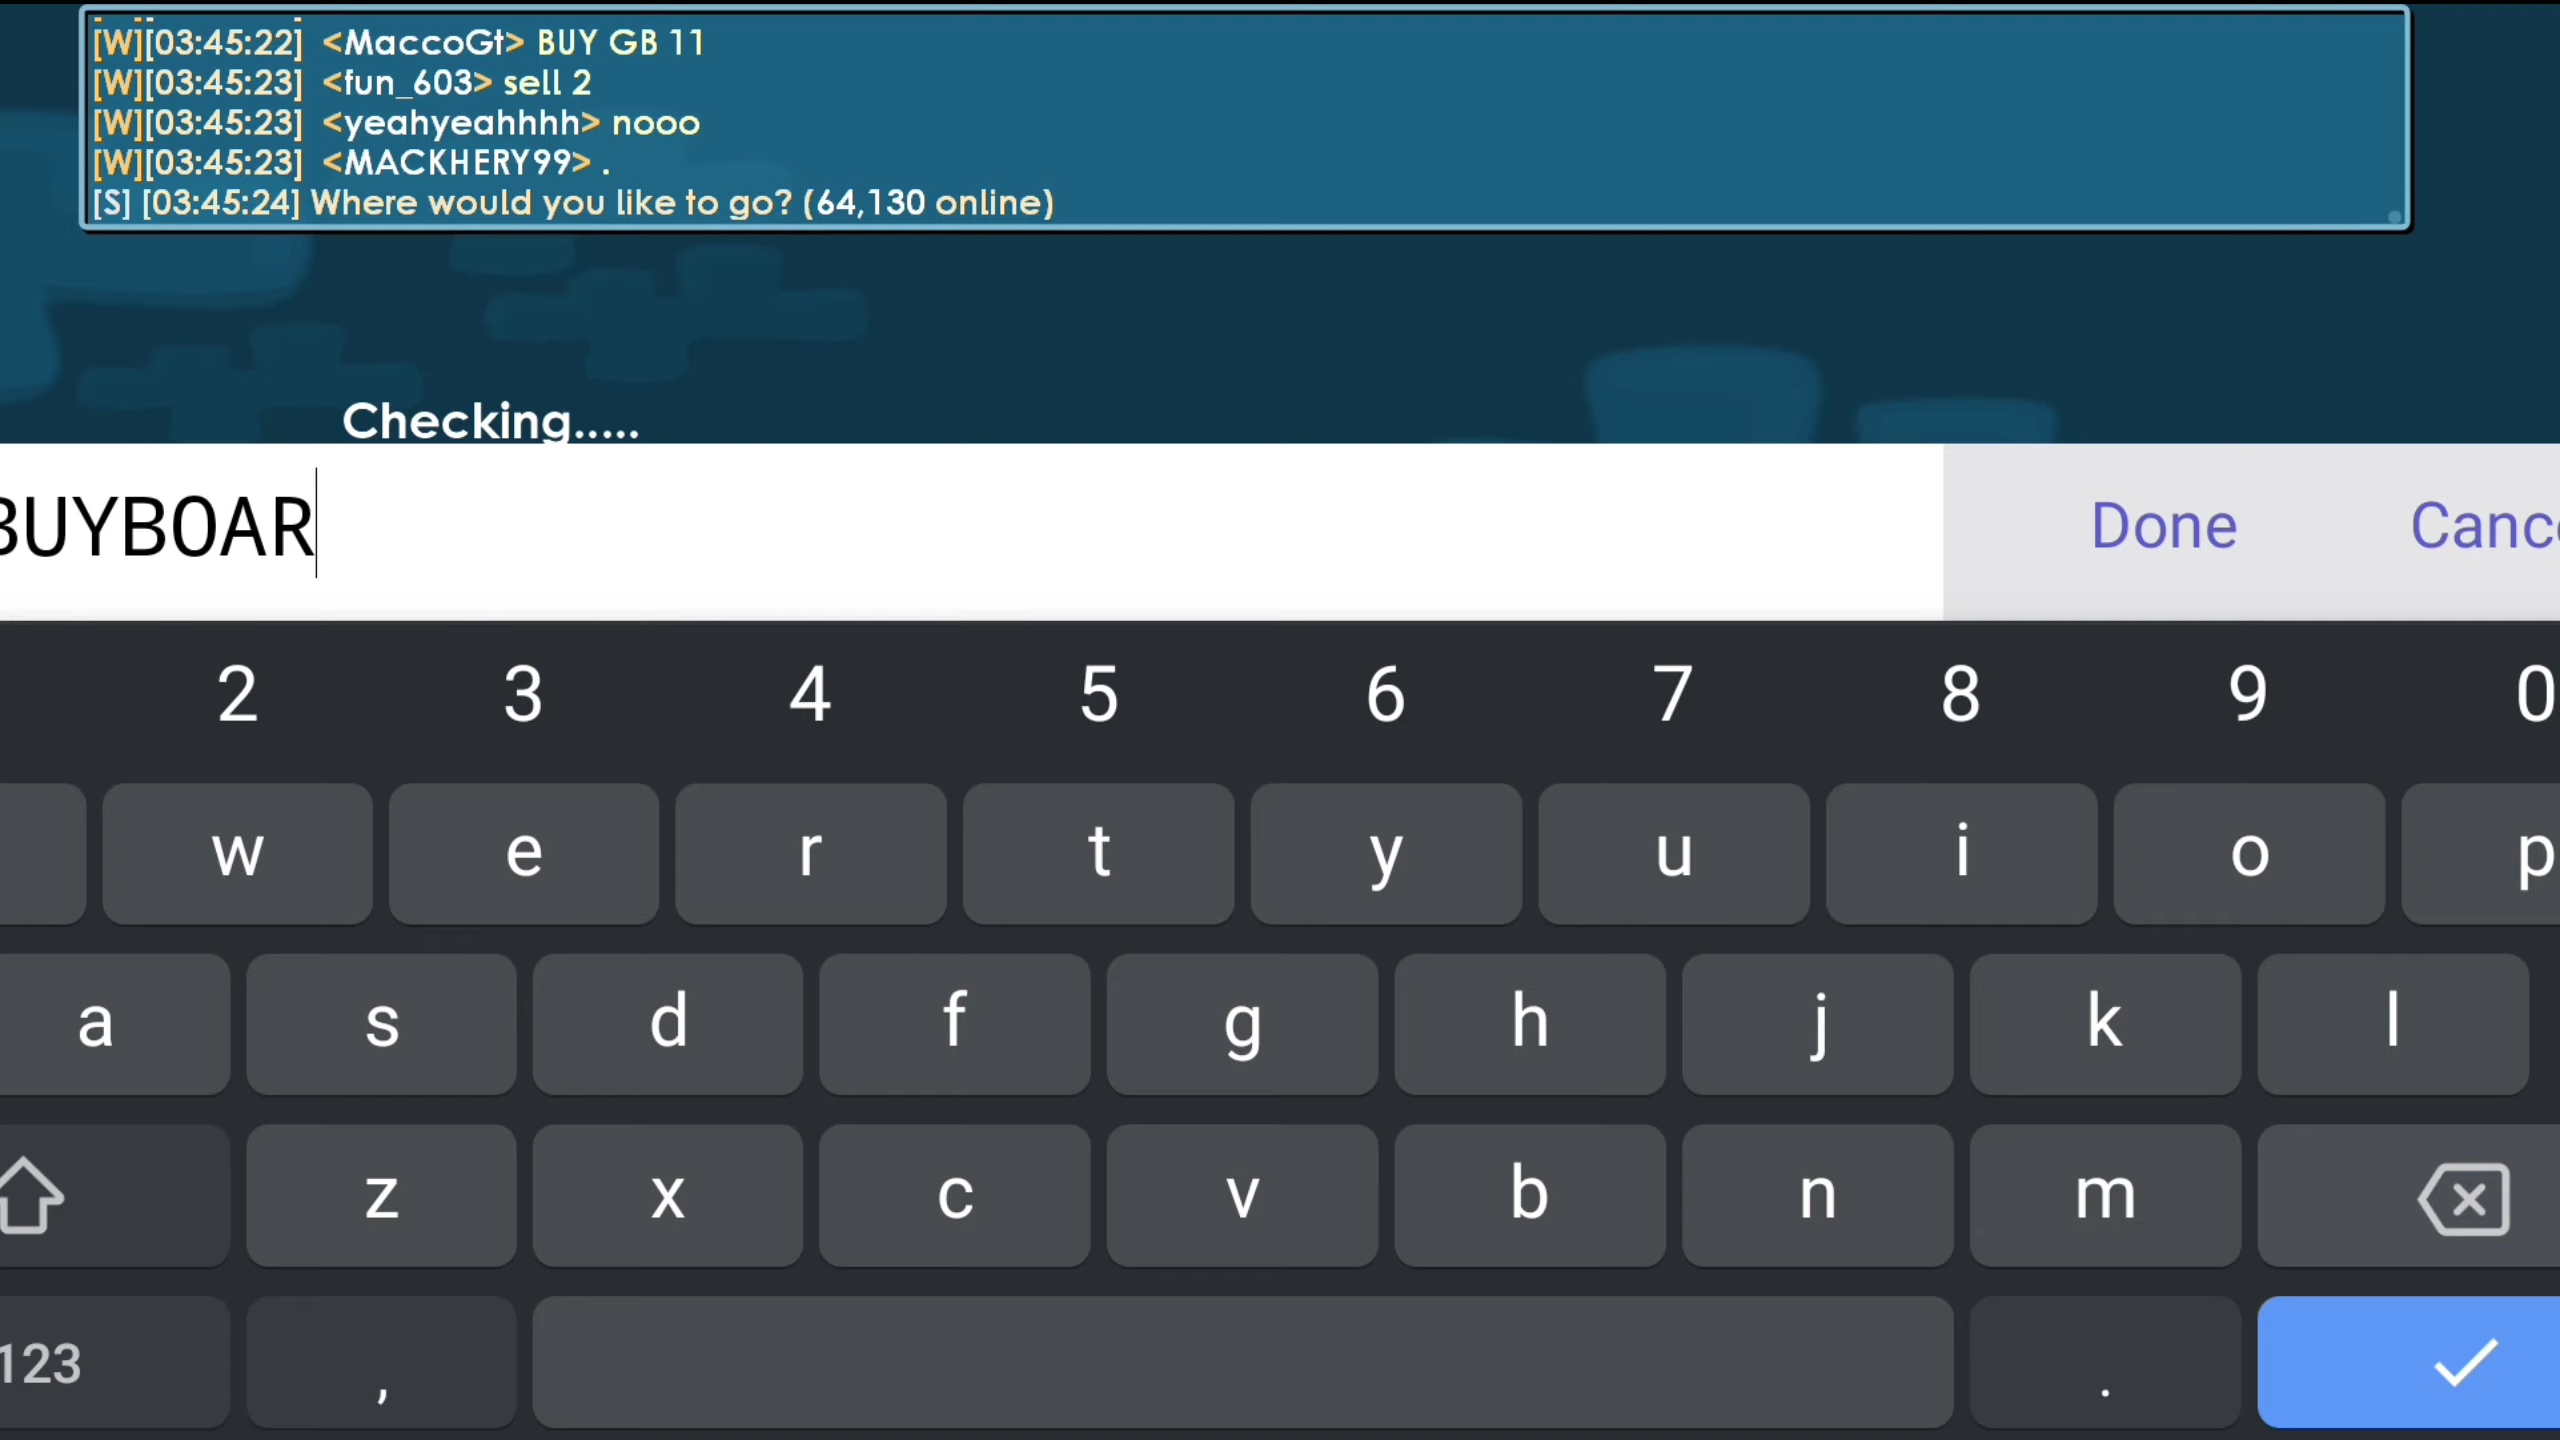 [W][03:45:22] <MaccoGt> BUY GB 11
[W][03:45:23] <fun_603> sell 2
[W][03:45:23] <yeahyeahhhh> nooo
[W][03:45:23] <MACKHERY99> .
[S] [03:45:24] Where would you like to go? (64,130 online)
Checking.....
BUYBOAR
Done Cance
2 3 4 5 6 7 8 9 0
w e r t y u i o p
a s d f g h j k l
z x c v b n m
123 , .